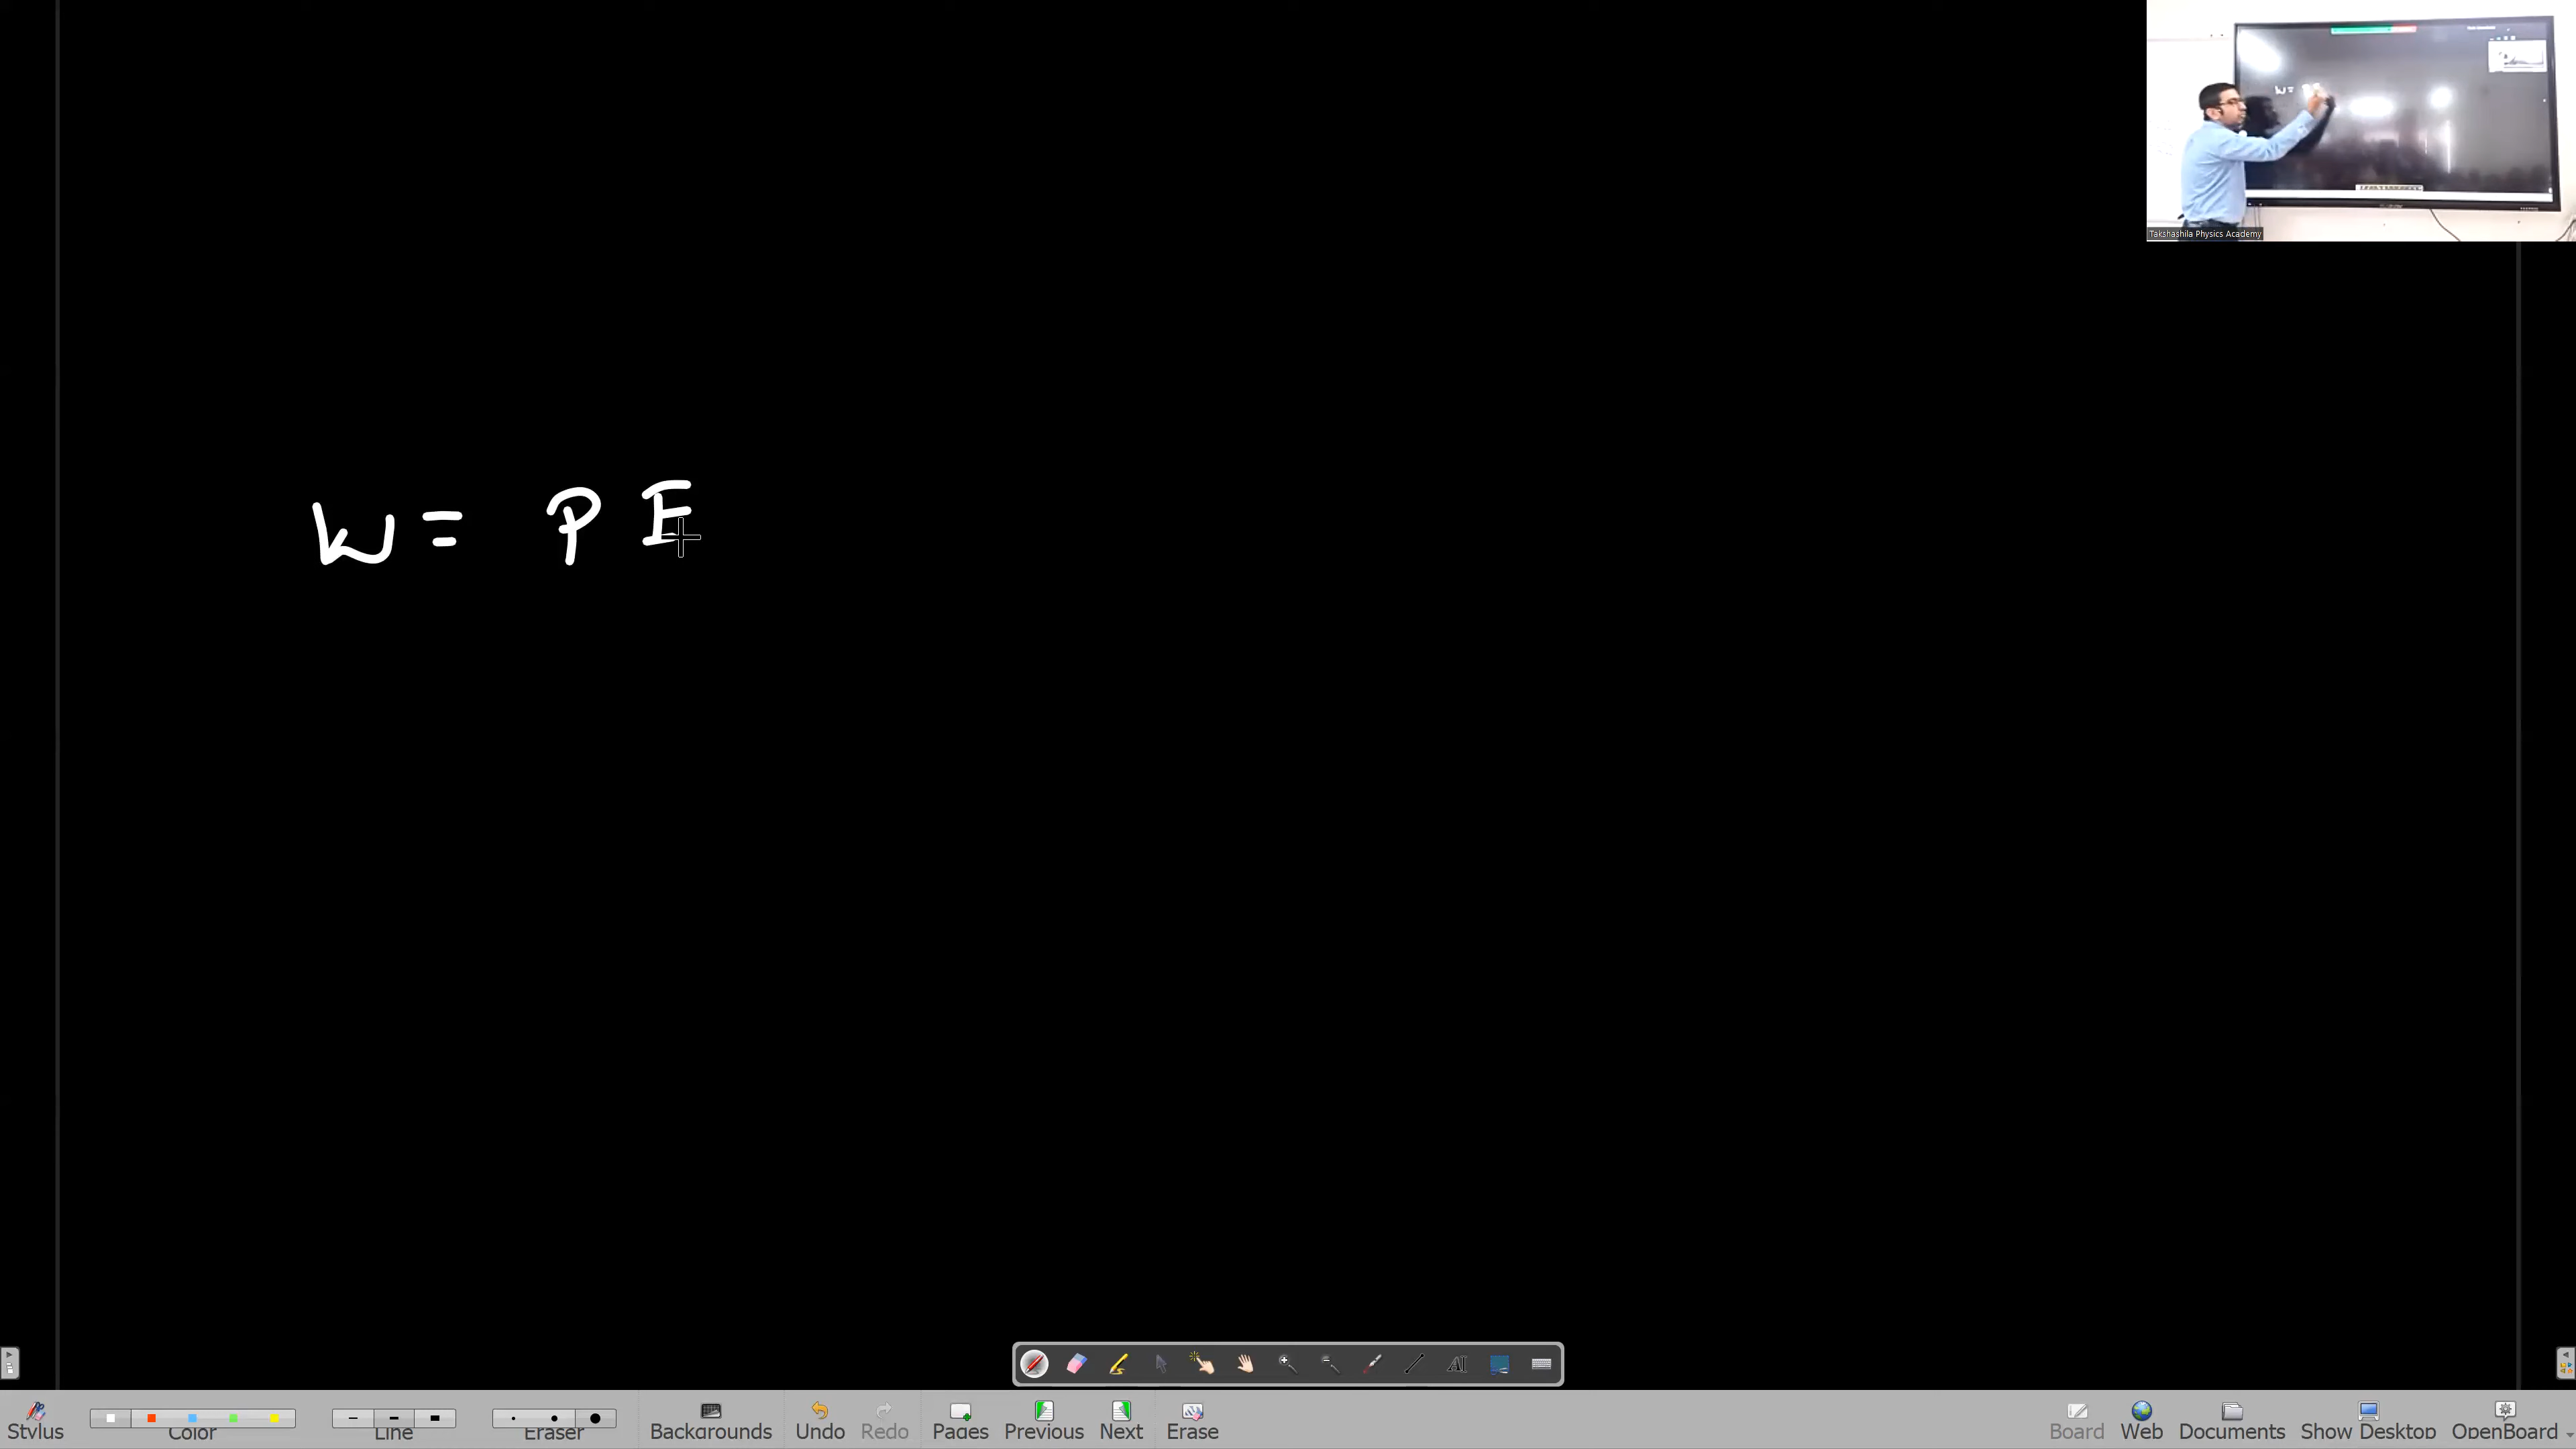 Takshashila Physics Academy
W = P E
Stylus
Color
Line
Eraser
Backgrounds
Undo
Redo
Pages
Previous
Next
Erase
Board
Web
Documents
Show Desktop
OpenBoard